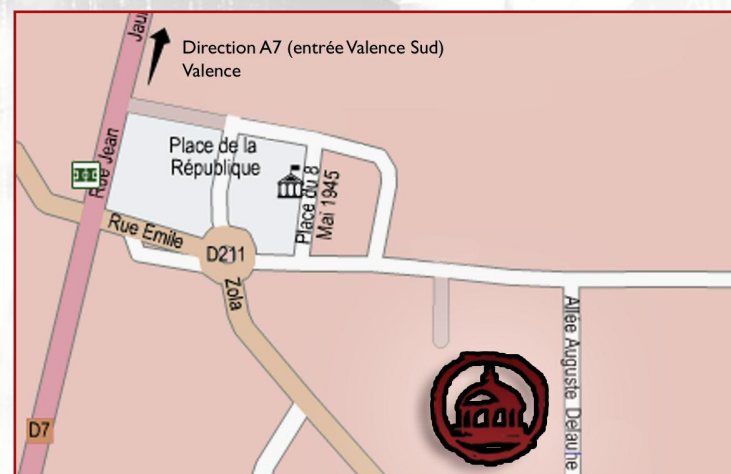 Jau
Direction A7 (entrée Valence Sud)
Valence
Place de la
République
Rue Jean
Place du 8
Mai 1945
Rue Emile
D211
Zola
Allée Auguste Delaune
D7